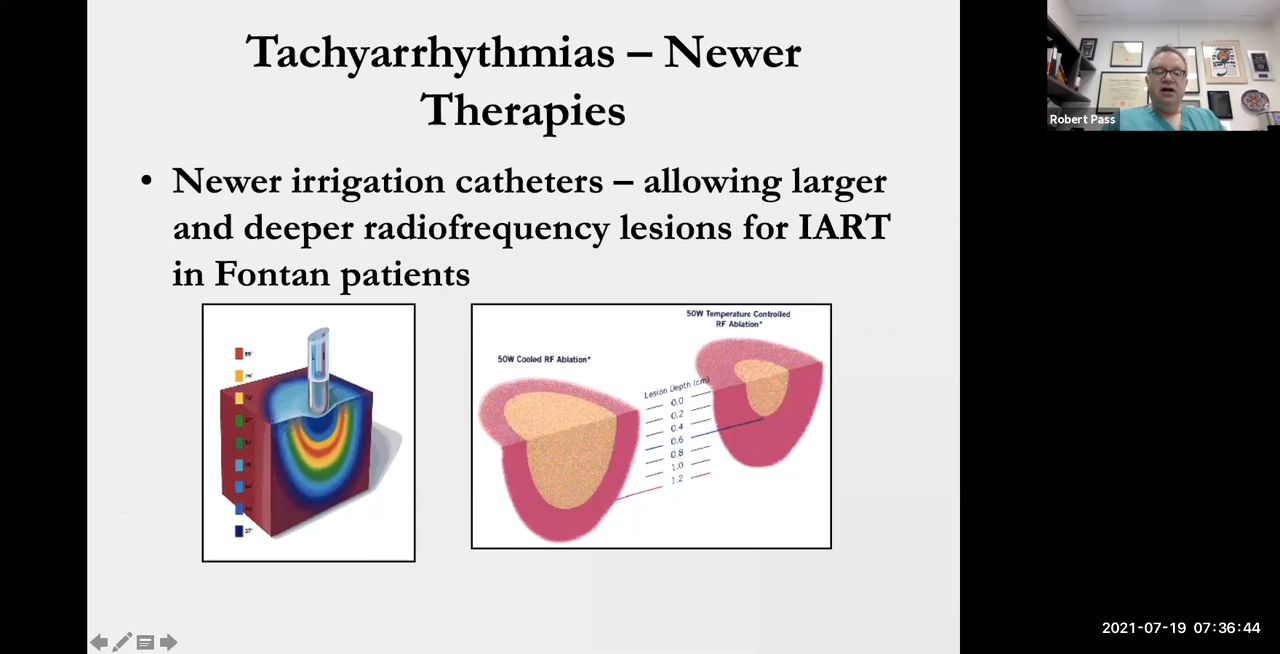 Tachyarrhythmias – Newer
Therapies
• Newer irrigation catheters – allowing larger
and deeper radiofrequency lesions for IART
in Fontan patients
50W Temperature Controlled
RF Ablation*
50W Cooled RF Ablation*
Lesion Depth (cm)
0.0
0.2
0.4
0.6
0.8
1.0
1.2
Robert Pass
2021-07-19 07:36:44